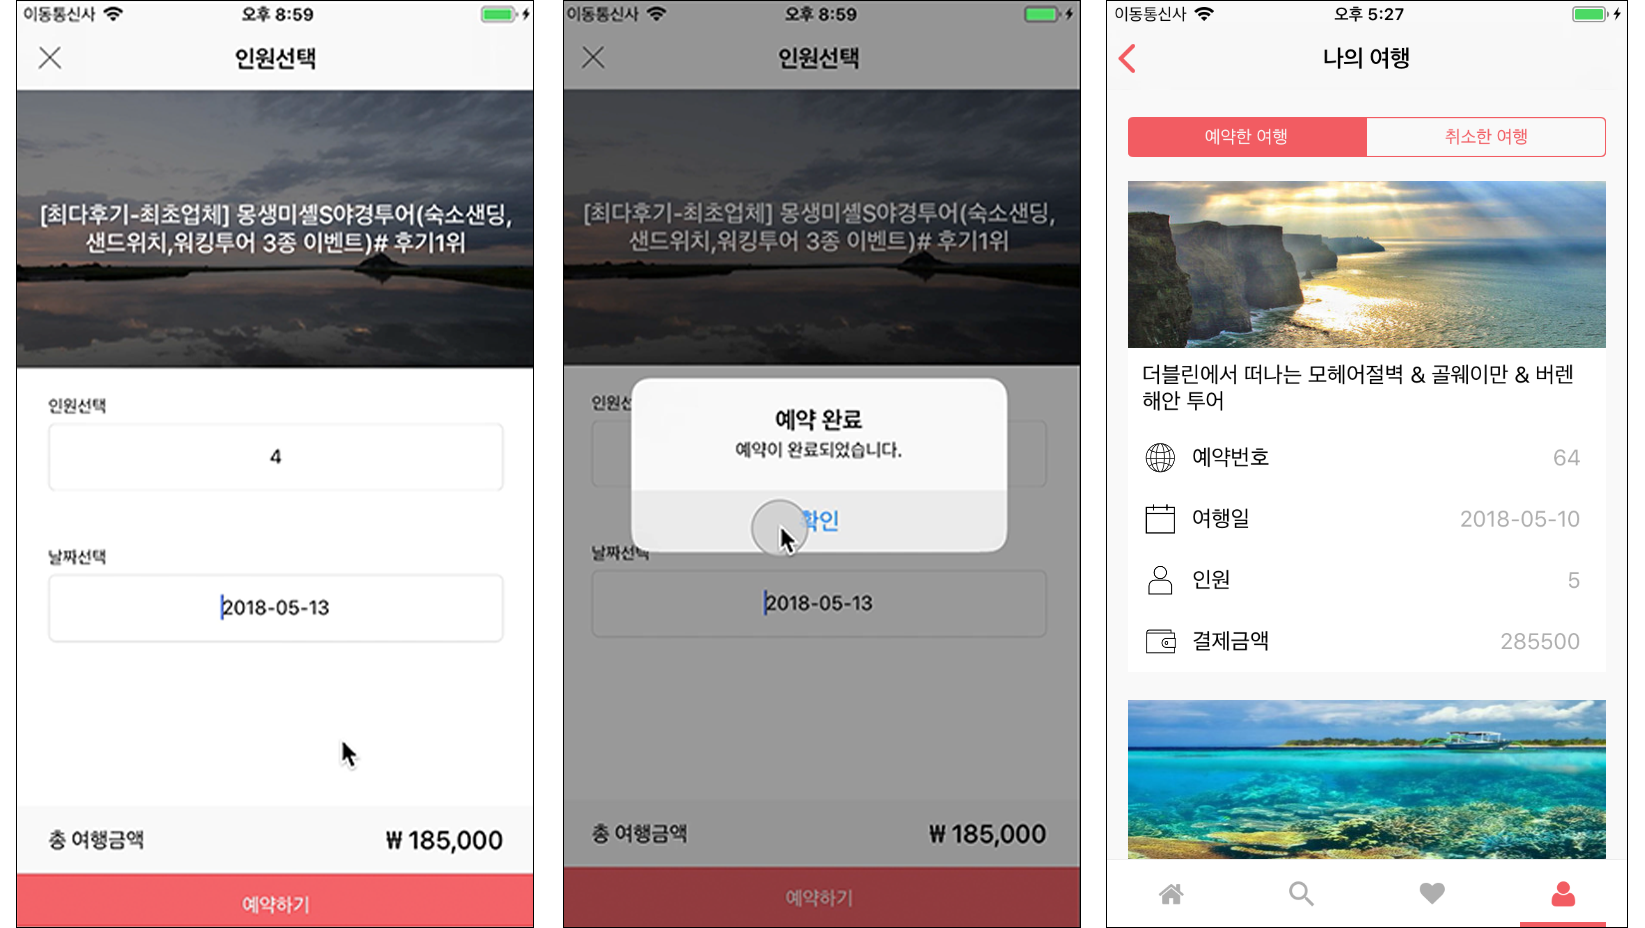 이동통신사
오후 8:59
인원선택
[최다후기-최초업체] 몽생미셸S야경투어(숙소샌딩,
샌드위치,워킹투어 3종 이벤트)# 후기1위
인원선택
4
날짜선택
2018-05-13
총 여행금액
₩ 185,000
예약하기
이동통신사
오후 8:59
인원선택
[최다후기-최초업체] 몽생미셸S야경투어(숙소샌딩,
샌드위치,워킹투어 3종 이벤트)# 후기1위
예약 완료
예약이 완료되었습니다.
확인
날짜선택
2018-05-13
총 여행금액
₩ 185,000
예약하기
이동통신사
오후 5:27
나의 여행
예약한 여행
취소한 여행
더블린에서 떠나는 모헤어절벽 & 골웨이만 & 버렌
해안 투어
예약번호
64
여행일
2018-05-10
인원
5
결제금액
285500